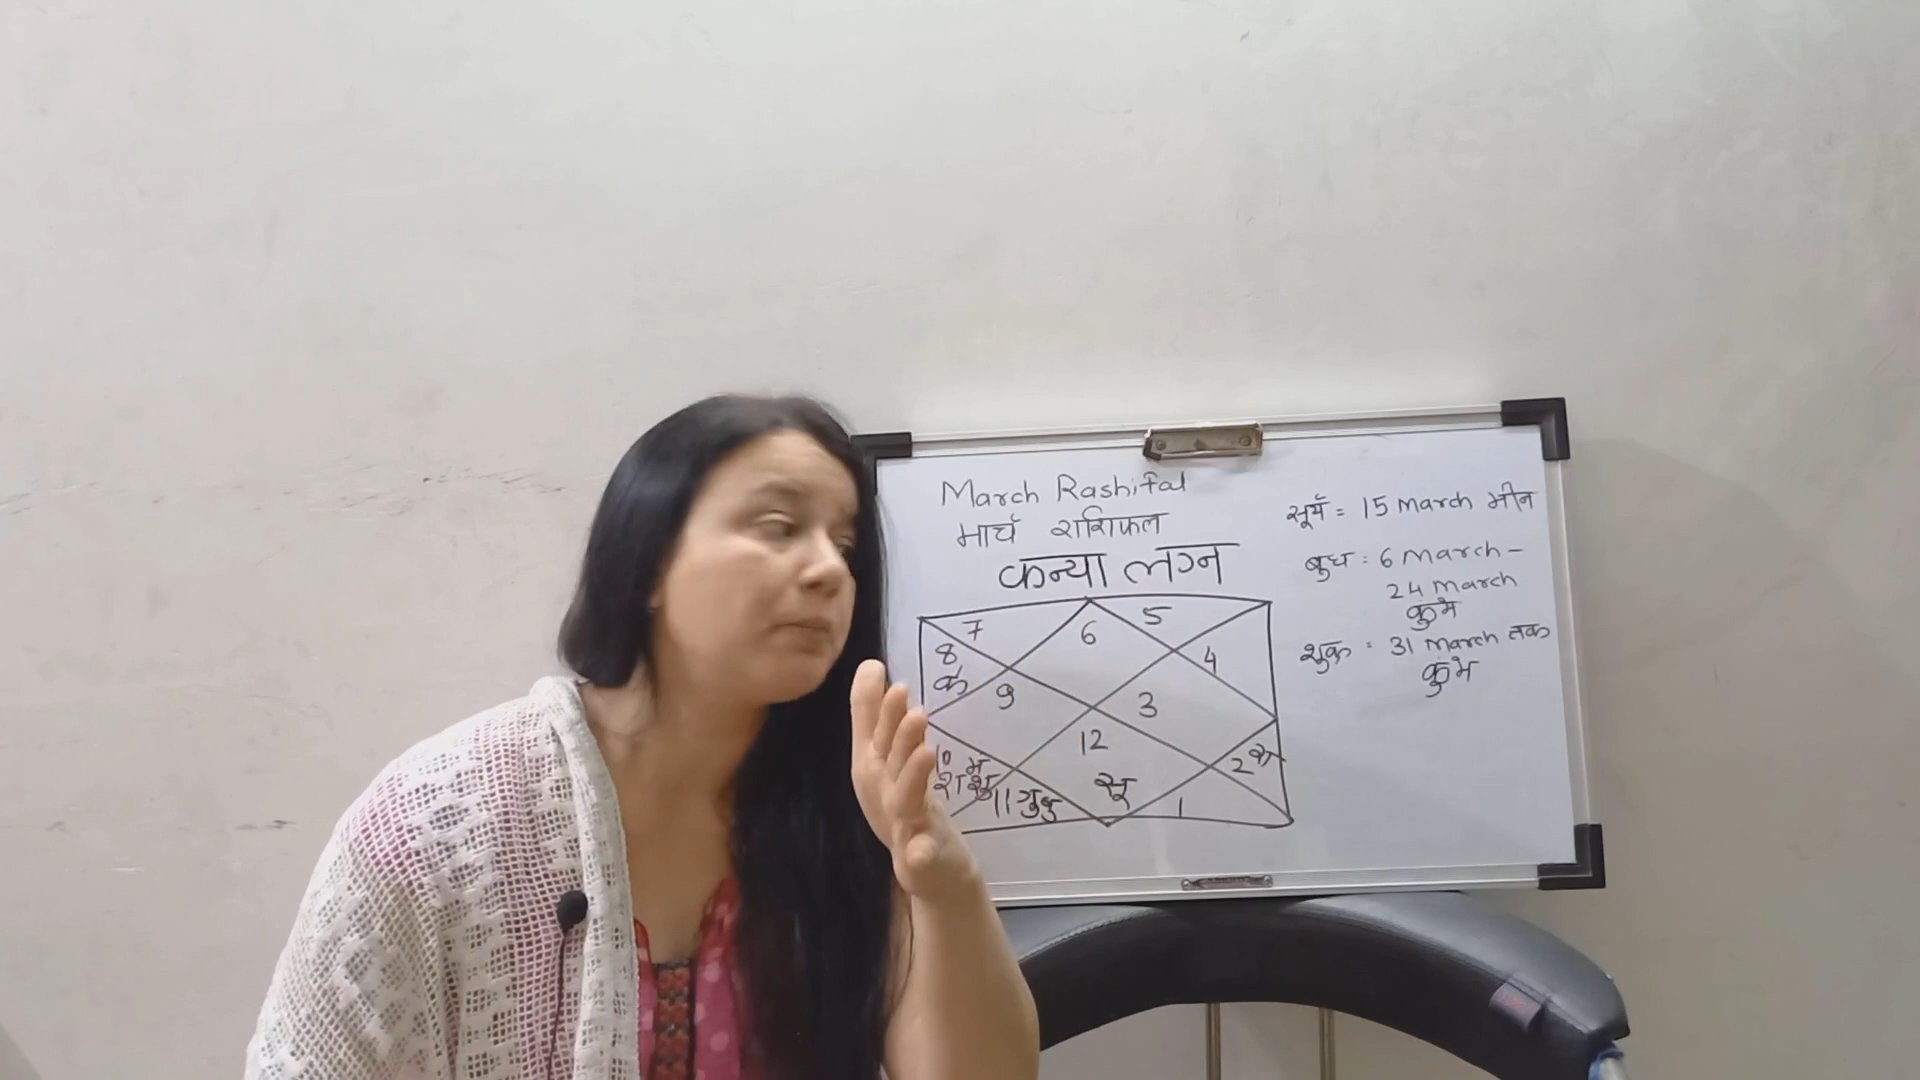 March Rashifal
मार्च राशिफल
कन्या लग्न
7
6
5
8
के
9
4
3
10 म
श शु
11 गु बु
12
सू
1
2 रा
सूर्य = 15 March मीन
बुध : 6 March -
24 March
कुंभ
शुक्र : 31 March तक
कुंभ